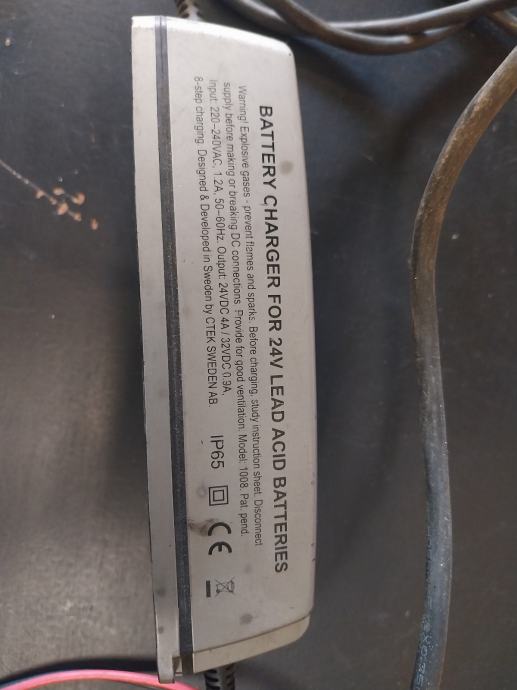 BATTERY CHARGER FOR 24V LEAD ACID BATTERIES
Warning! Explosive gases - prevent flames and sparks. Before charging, study instruction sheet. Disconnect
supply before making or breaking DC connections. Provide for good ventilation. Model: 1008. Pat. pend.
Input: 220–240VAC, 1.2A, 50–60Hz. Output: 24VDC 4A / 32VDC 0.9A.
8-step charging. Designed & Developed in Sweden by CTEK SWEDEN AB. IP65 CE